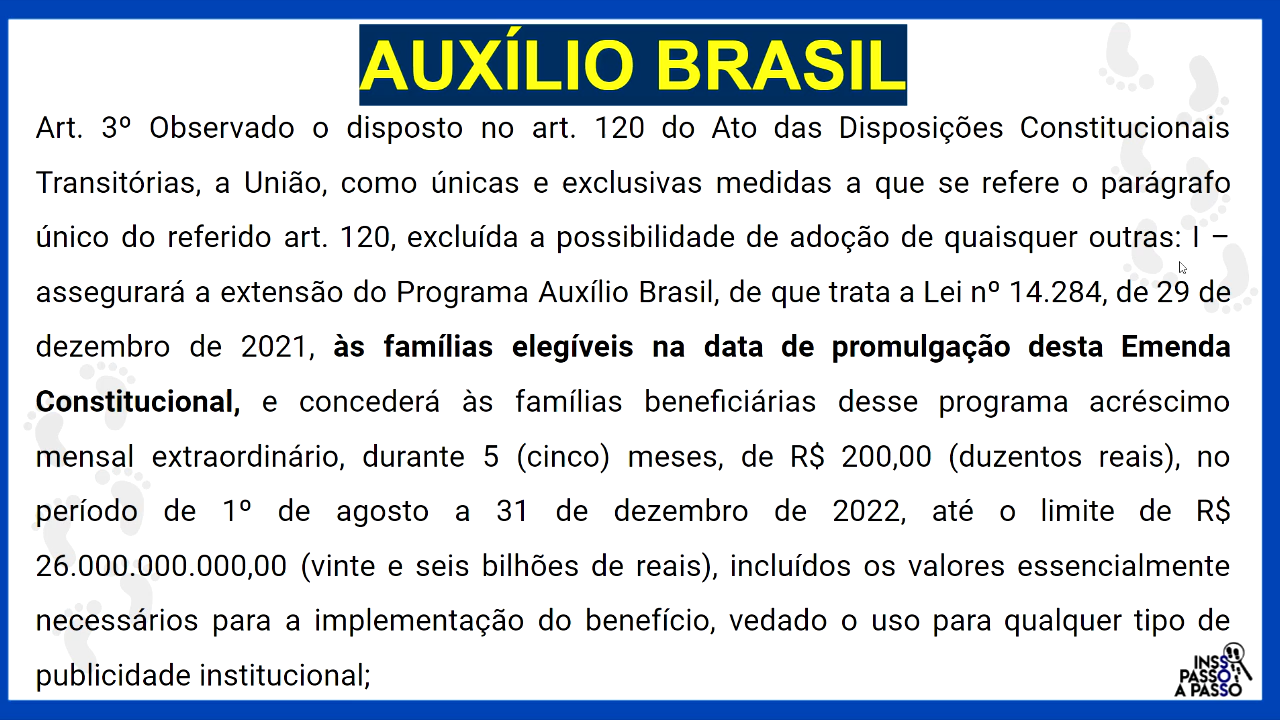 AUXÍLIO BRASIL
Art. 3º Observado o disposto no art. 120 do Ato das Disposições Constitucionais
Transitórias, a União, como únicas e exclusivas medidas a que se refere o parágrafo
único do referido art. 120, excluída a possibilidade de adoção de quaisquer outras: I –
assegurará a extensão do Programa Auxílio Brasil, de que trata a Lei nº 14.284, de 29 de
dezembro de 2021, às famílias elegíveis na data de promulgação desta Emenda
Constitucional, e concederá às famílias beneficiárias desse programa acréscimo
mensal extraordinário, durante 5 (cinco) meses, de R$ 200,00 (duzentos reais), no
período de 1º de agosto a 31 de dezembro de 2022, até o limite de R$
26.000.000.000,00 (vinte e seis bilhões de reais), incluídos os valores essencialmente
necessários para a implementação do benefício, vedado o uso para qualquer tipo de
publicidade institucional;
INSS
PASSO
A PASSO